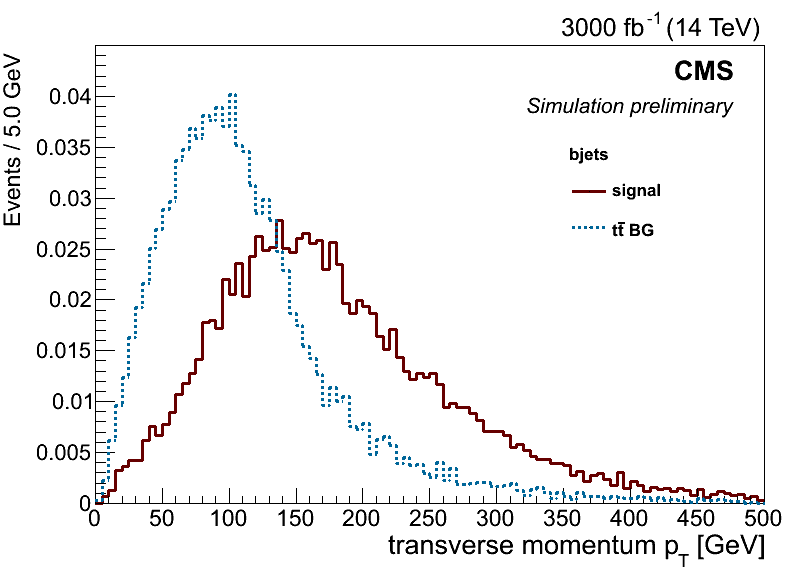 3000 fb⁻¹ (14 TeV)
CMS
Simulation preliminary
bjets
signal
tt̄ BG
Events / 5.0 GeV
0.04
0.035
0.03
0.025
0.02
0.015
0.01
0.005
0
0 50 100 150 200 250 300 350 400 450 500
transverse momentum p_T [GeV]